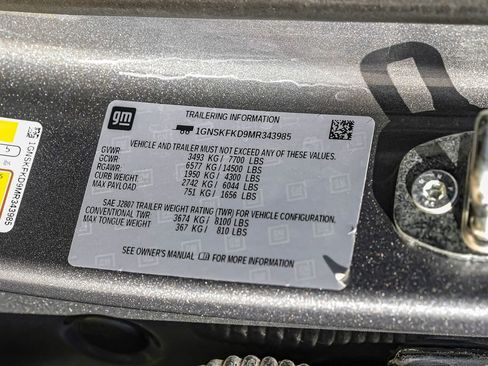 gm
TRAILERING INFORMATION
1GNSKFKD9MR343985
VEHICLE AND TRAILER MUST NOT EXCEED ANY OF THESE VALUES.
GVWR: 3493 KG / 7700 LBS
GCWR: 6577 KG / 14500 LBS
RGAWR: 1950 KG / 4300 LBS
CURB WEIGHT: 2742 KG / 6044 LBS
MAX PAYLOAD: 751 KG / 1656 LBS
SAE J2807 TRAILER WEIGHT RATING (TWR) FOR VEHICLE CONFIGURATION.
CONVENTIONAL TWR: 3674 KG / 8100 LBS
MAX TONGUE WEIGHT: 367 KG / 810 LBS
SEE OWNER'S MANUAL FOR MORE INFORMATION
1GNSKFKD9MR343985